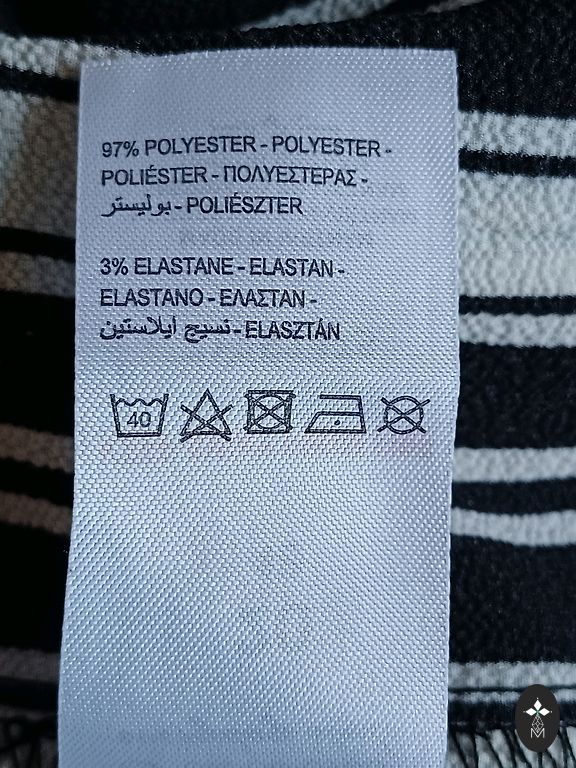 97% POLYESTER - POLYESTER -
POLIÉSTER - ΠΟΛΥΕΣΤΕΡΑΣ -
بوليستر - POLIÉSZTER
3% ELASTANE - ELASTAN -
ELASTANO - ΕΛΑΣΤΑΝ -
نسيج ايلاستين - ELASZTÁN
40